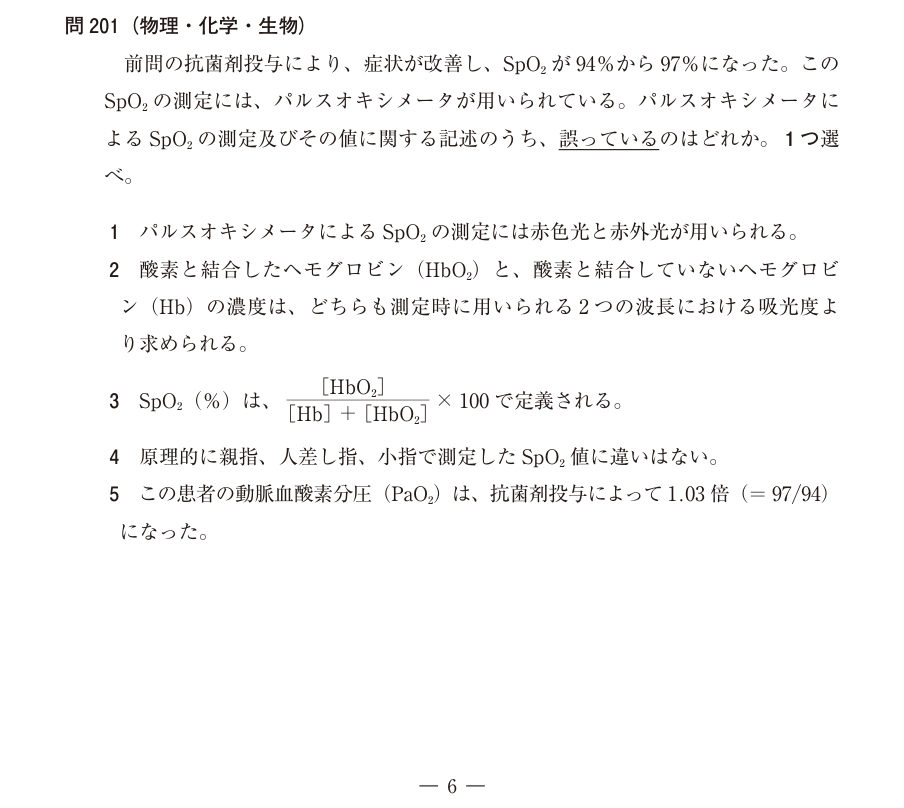 問 201（物理・化学・生物）
前問の抗菌剤投与により、症状が改善し、SpO₂ が 94％から 97％になった。この
SpO₂ の測定には、パルスオキシメータが用いられている。パルスオキシメータに
よる SpO₂ の測定及びその値に関する記述のうち、誤っているのはどれか。1つ選
べ。
1 パルスオキシメータによる SpO₂ の測定には赤色光と赤外光が用いられる。
2 酸素と結合したヘモグロビン（HbO₂）と、酸素と結合していないヘモグロビ
ン（Hb）の濃度は、どちらも測定時に用いられる 2 つの波長における吸光度よ
り求められる。
3 SpO₂（％）は、[HbO₂] / [Hb] + [HbO₂] × 100 で定義される。
4 原理的に親指、人差し指、小指で測定した SpO₂ 値に違いはない。
5 この患者の動脈血酸素分圧（PaO₂）は、抗菌剤投与によって 1.03 倍（= 97/94）
になった。
— 6 —